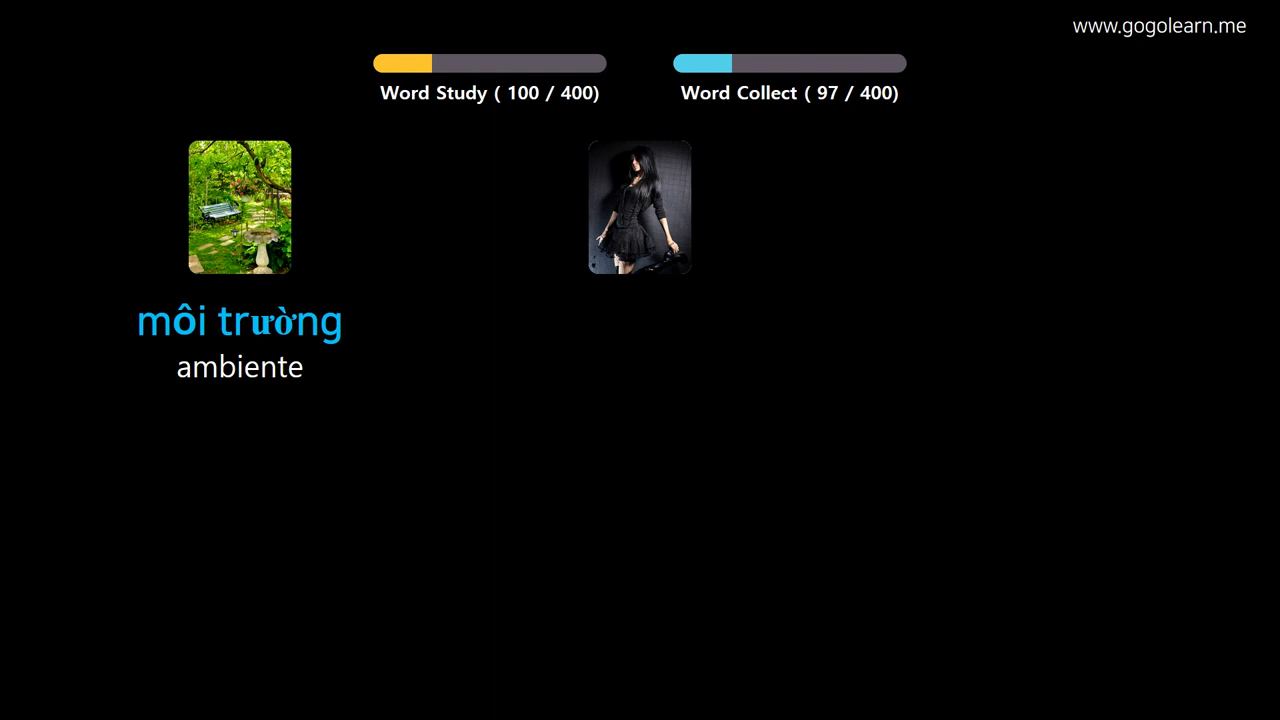 www.gogolearn.me
Word Study ( 100 / 400)
Word Collect ( 97 / 400)
môi trường
ambiente